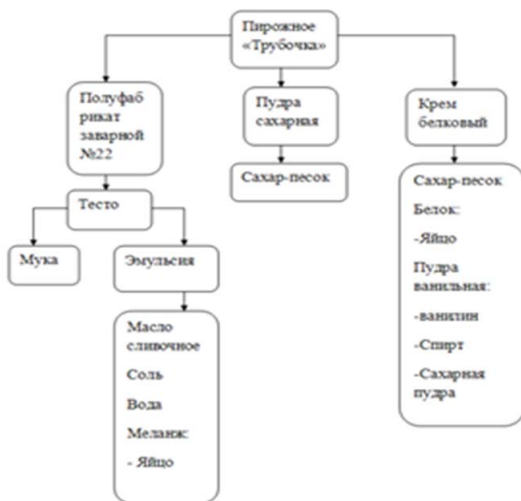 Пирожное
«Трубочка»
Полуфаб
рикат
заварной
№22
Пудра
сахарная
Крем
белковый
Тесто
Сахар-песок
Мука
Эмульсия
Масло
сливочное
Соль
Вода
Меланж:
- Яйцо
Сахар-песок
Белок:
-Яйцо
Пудра
ванильная:
-ванилин
-Спирт
-Сахарная
пудра